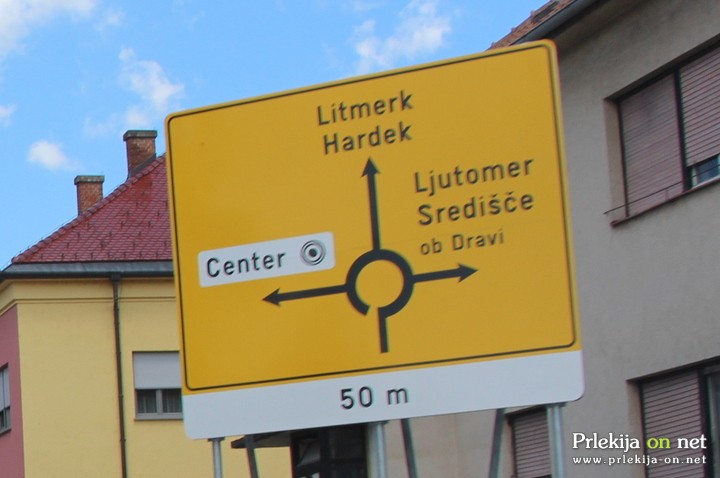 Litmerk
Hardek
Ljutomer
Središče
ob Dravi
Center
50 m
Prlekija on net
www.prlekija-on.net